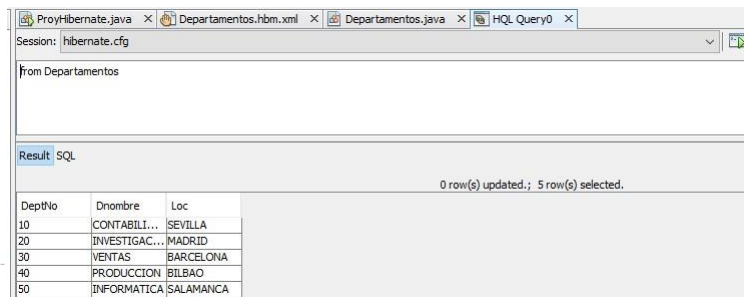 ProyHibernate.java Departamentos.hbm.xml Departamentos.java HQL Query0
Session: hibernate.cfg
from Departamentos
Result SQL
0 row(s) updated.; 5 row(s) selected.
DeptNo Dnombre Loc
10 CONTABILI... SEVILLA
20 INVESTIGAC... MADRID
30 VENTAS BARCELONA
40 PRODUCCION BILBAO
50 INFORMATICA SALAMANCA